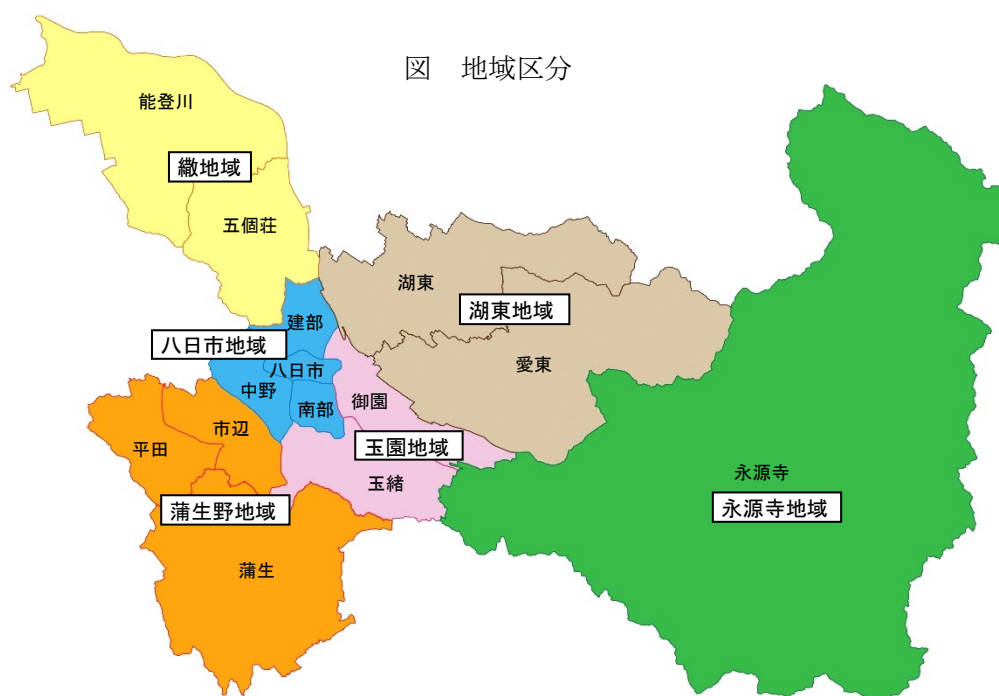 図　地域区分
能登川
繖地域
五個荘
湖東
湖東地域
建部
八日市地域
八日市
愛東
中野
南部
御園
市辺
平田
玉園地域
玉緒
永源寺
永源寺地域
蒲生野地域
蒲生